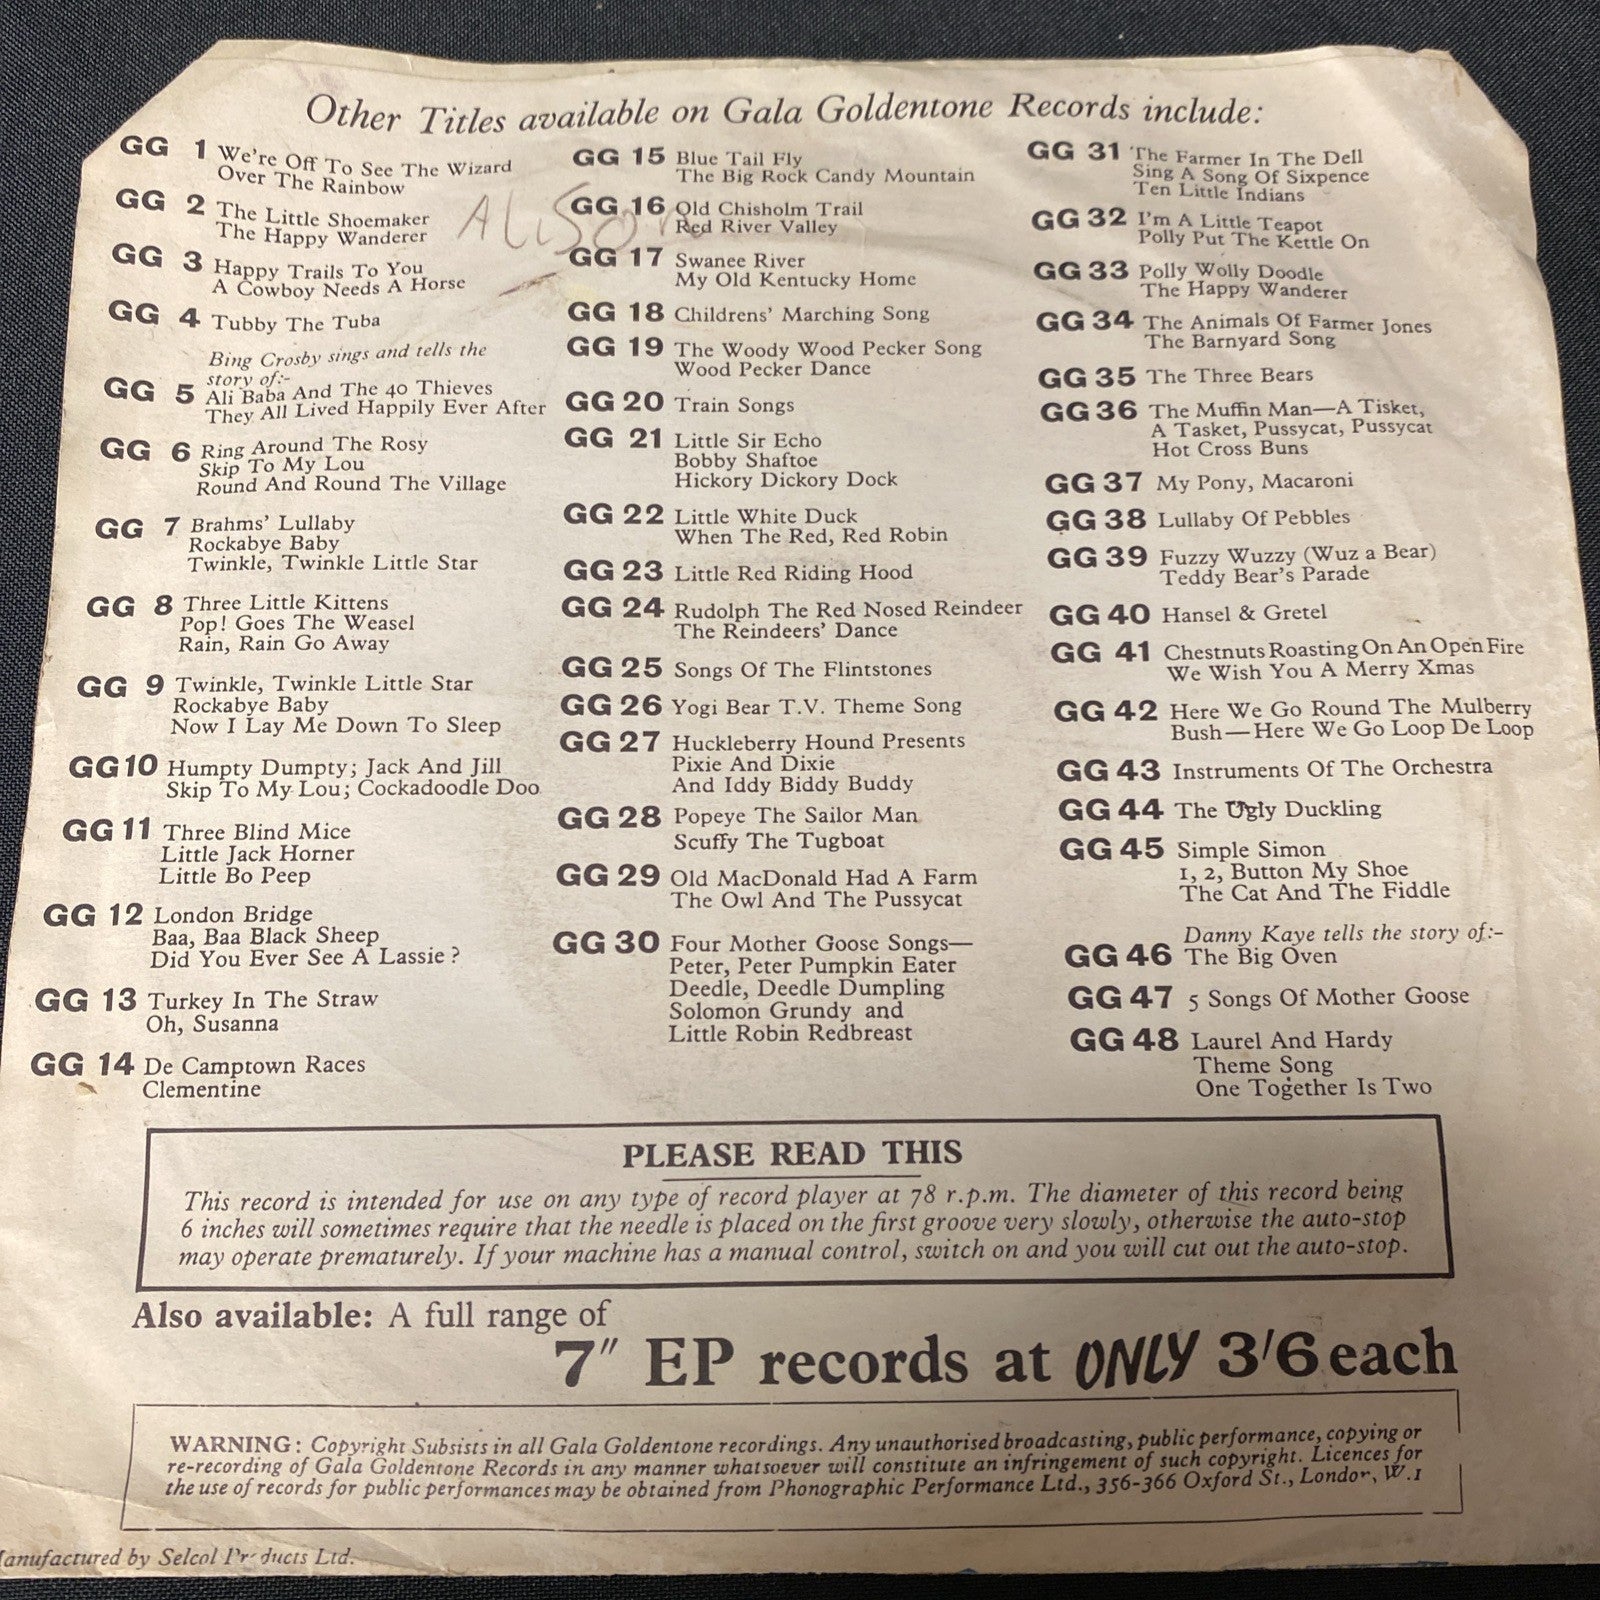 Other Titles available on Gala Goldentone Records include:
GG 1 We're Off To See The Wizard
Over The Rainbow
GG 2 The Little Shoemaker
The Happy Wanderer
GG 3 Happy Trails To You
A Cowboy Needs A Horse
GG 4 Tubby The Tuba
Bing Crosby sings and tells the
story of:-
GG 5 Ali Baba And The 40 Thieves
They All Lived Happily Ever After
GG 6 Ring Around The Rosy
Skip To My Lou
Round And Round The Village
GG 7 Brahms' Lullaby
Rockabye Baby
Twinkle, Twinkle Little Star
GG 8 Three Little Kittens
Pop! Goes The Weasel
Rain, Rain Go Away
GG 9 Twinkle, Twinkle Little Star
Rockabye Baby
Now I Lay Me Down To Sleep
GG 10 Humpty Dumpty; Jack And Jill
Skip To My Lou; Cockadoodle Doo
GG 11 Three Blind Mice
Little Jack Horner
Little Bo Peep
GG 12 London Bridge
Baa, Baa Black Sheep
Did You Ever See A Lassie?
GG 13 Turkey In The Straw
Oh, Susanna
GG 14 De Camptown Races
Clementine
Alison
GG 15 Blue Tail Fly
The Big Rock Candy Mountain
GG 16 Old Chisholm Trail
Red River Valley
GG 17 Swanee River
My Old Kentucky Home
GG 18 Childrens' Marching Song
GG 19 The Woody Wood Pecker Song
Wood Pecker Dance
GG 20 Train Songs
GG 21 Little Sir Echo
Bobby Shaftoe
Hickory Dickory Dock
GG 22 Little White Duck
When The Red, Red Robin
GG 23 Little Red Riding Hood
GG 24 Rudolph The Red Nosed Reindeer
The Reindeers' Dance
GG 25 Songs Of The Flintstones
GG 26 Yogi Bear T.V. Theme Song
GG 27 Huckleberry Hound Presents
Pixie And Dixie
And Iddy Biddy Buddy
GG 28 Popeye The Sailor Man
Scuffy The Tugboat
GG 29 Old MacDonald Had A Farm
The Owl And The Pussycat
GG 30 Four Mother Goose Songs—
Peter, Peter Pumpkin Eater
Deedle, Deedle Dumpling
Solomon Grundy and
Little Robin Redbreast
GG 31 The Farmer In The Dell
Sing A Song Of Sixpence
Ten Little Indians
GG 32 I'm A Little Teapot
Polly Put The Kettle On
GG 33 Polly Wolly Doodle
The Happy Wanderer
GG 34 The Animals Of Farmer Jones
The Barnyard Song
GG 35 The Three Bears
GG 36 The Muffin Man—A Tisket,
A Tasket, Pussycat, Pussycat
Hot Cross Buns
GG 37 My Pony, Macaroni
GG 38 Lullaby Of Pebbles
GG 39 Fuzzy Wuzzy (Wuz a Bear)
Teddy Bear's Parade
GG 40 Hansel & Gretel
GG 41 Chestnuts Roasting On An Open Fire
We Wish You A Merry Xmas
GG 42 Here We Go Round The Mulberry
Bush—Here We Go Loop De Loop
GG 43 Instruments Of The Orchestra
GG 44 The Ugly Duckling
GG 45 Simple Simon
1, 2, Button My Shoe
The Cat And The Fiddle
Danny Kaye tells the story of:-
GG 46 The Big Oven
GG 47 5 Songs Of Mother Goose
GG 48 Laurel And Hardy
Theme Song
One Together Is Two
PLEASE READ THIS
This record is intended for use on any type of record player at 78 r.p.m. The diameter of this record being
6 inches will sometimes require that the needle is placed on the first groove very slowly, otherwise the auto-stop
may operate prematurely. If your machine has a manual control, switch on and you will cut out the auto-stop.
Also available: A full range of
7" EP records at ONLY 3/6 each
WARNING: Copyright Subsists in all Gala Goldentone recordings. Any unauthorised broadcasting, public performance, copying or
re-recording of Gala Goldentone Records in any manner whatsoever will constitute an infringement of such copyright. Licences for
the use of records for public performances may be obtained from Phonographic Performance Ltd., 356-366 Oxford St., London, W.1
Manufactured by Selcol Products Ltd.